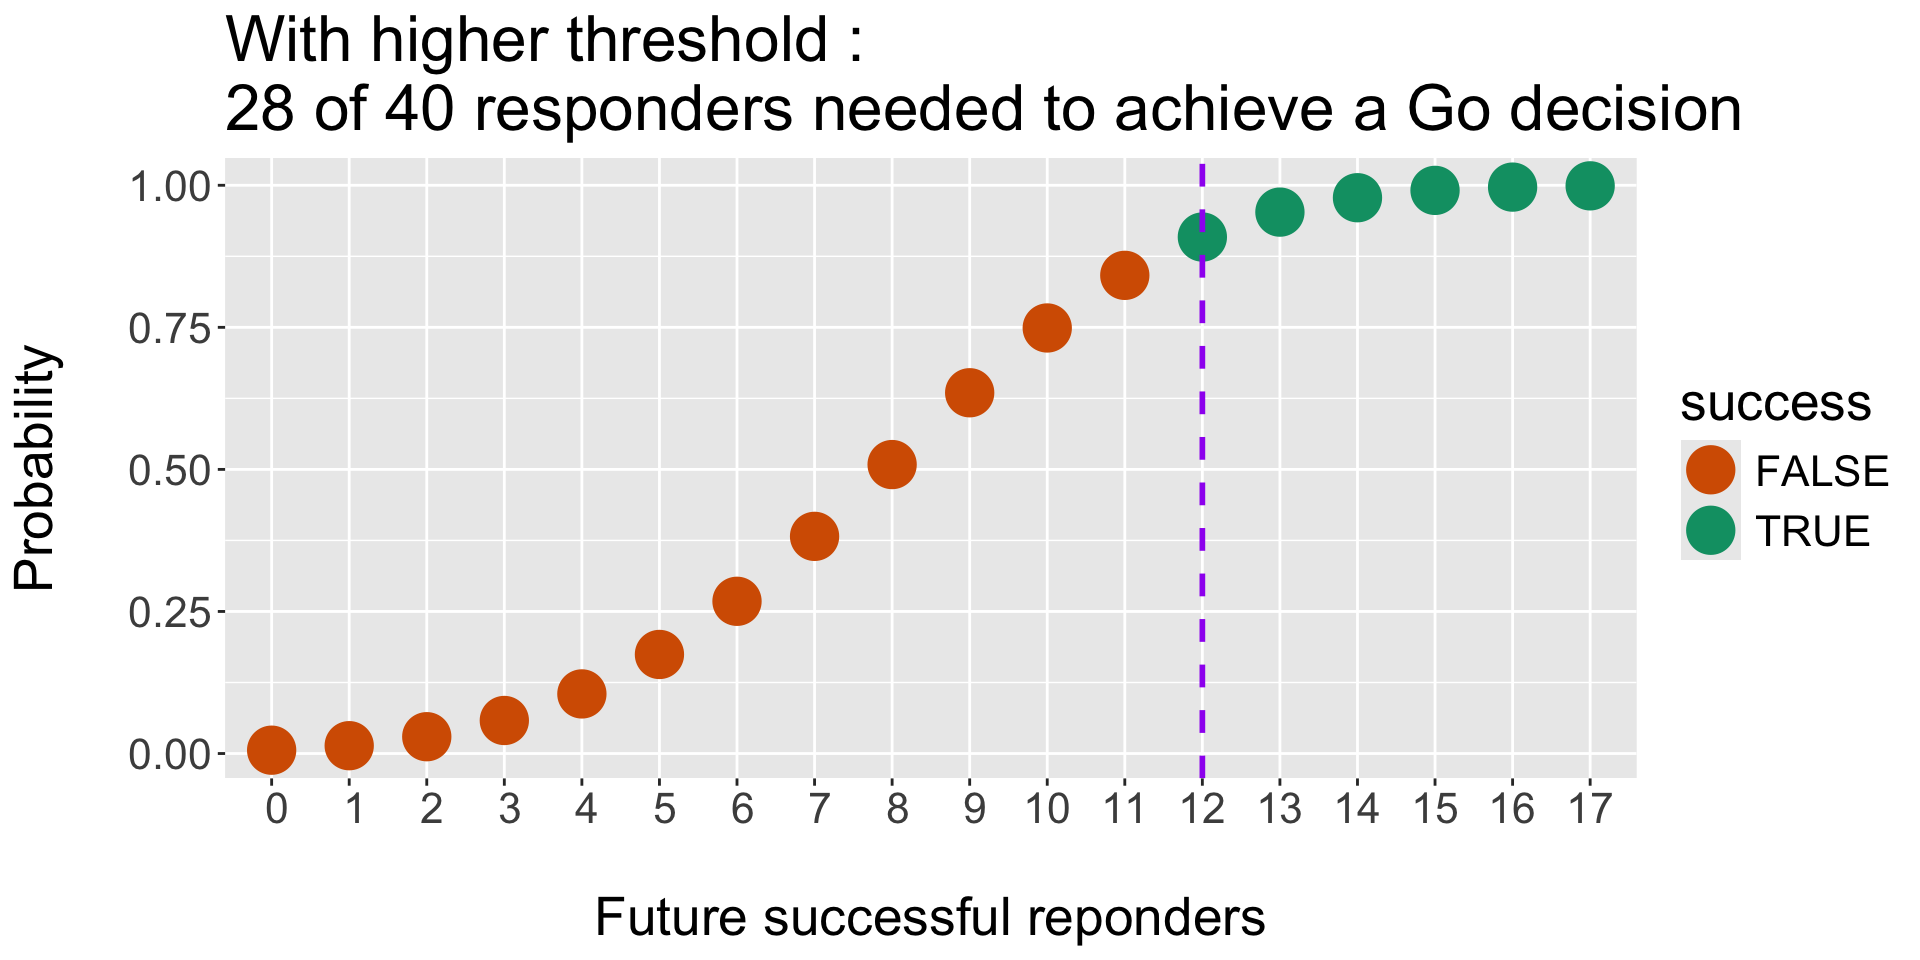 With higher threshold :
28 of 40 responders needed to achieve a Go decision
Probability
1.00
0.75
0.50
0.25
0.00
0 1 2 3 4 5 6 7 8 9 10 11 12 13 14 15 16 17
Future successful reponders
success
FALSE
TRUE